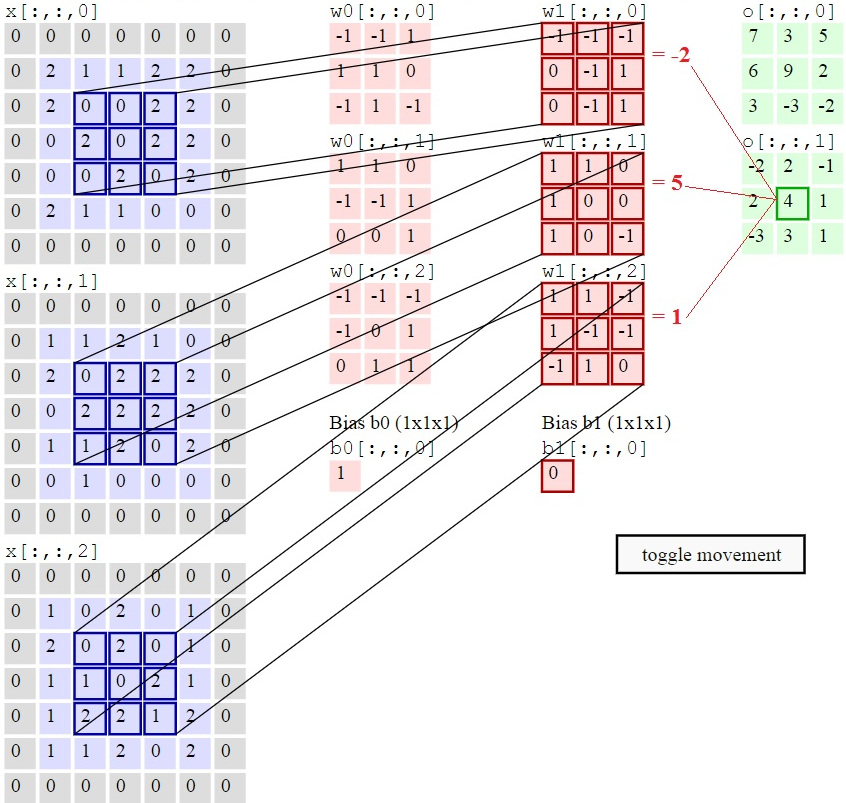 x[:,:,0]
0 0 0 0 0 0 0
0 2 1 1 2 2 0
0 2 0 0 2 2 0
0 0 2 0 2 2 0
0 0 0 2 0 2 0
0 2 1 1 0 0 0
0 0 0 0 0 0 0
x[:,:,1]
0 0 0 0 0 0 0
0 1 1 2 1 0 0
0 2 0 2 2 2 0
0 0 2 2 2 2 0
0 1 1 2 0 2 0
0 0 1 0 0 0 0
0 0 0 0 0 0 0
x[:,:,2]
0 0 0 0 0 0 0
0 1 0 2 0 1 0
0 2 0 2 0 1 0
0 1 1 0 2 1 0
0 1 2 2 1 2 0
0 1 1 2 0 2 0
0 0 0 0 0 0 0
w0[:,:,0]
-1 -1 1
1 1 0
-1 1 -1
w0[:,:,1]
1 1 0
-1 -1 1
0 0 1
w0[:,:,2]
-1 -1 -1
-1 0 1
0 1 1
Bias b0 (1x1x1)
b0[:,:,0]
1
w1[:,:,0]
-1 -1 -1
0 -1 1
0 -1 1
= -2
w1[:,:,1]
1 1 0
1 0 0
1 0 -1
= 5
w1[:,:,2]
1 1 -1
1 -1 -1
-1 1 0
= 1
Bias b1 (1x1x1)
b1[:,:,0]
0
o[:,:,0]
7 3 5
6 9 2
3 -3 -2
o[:,:,1]
-2 2 -1
2 4 1
-3 3 1
toggle movement